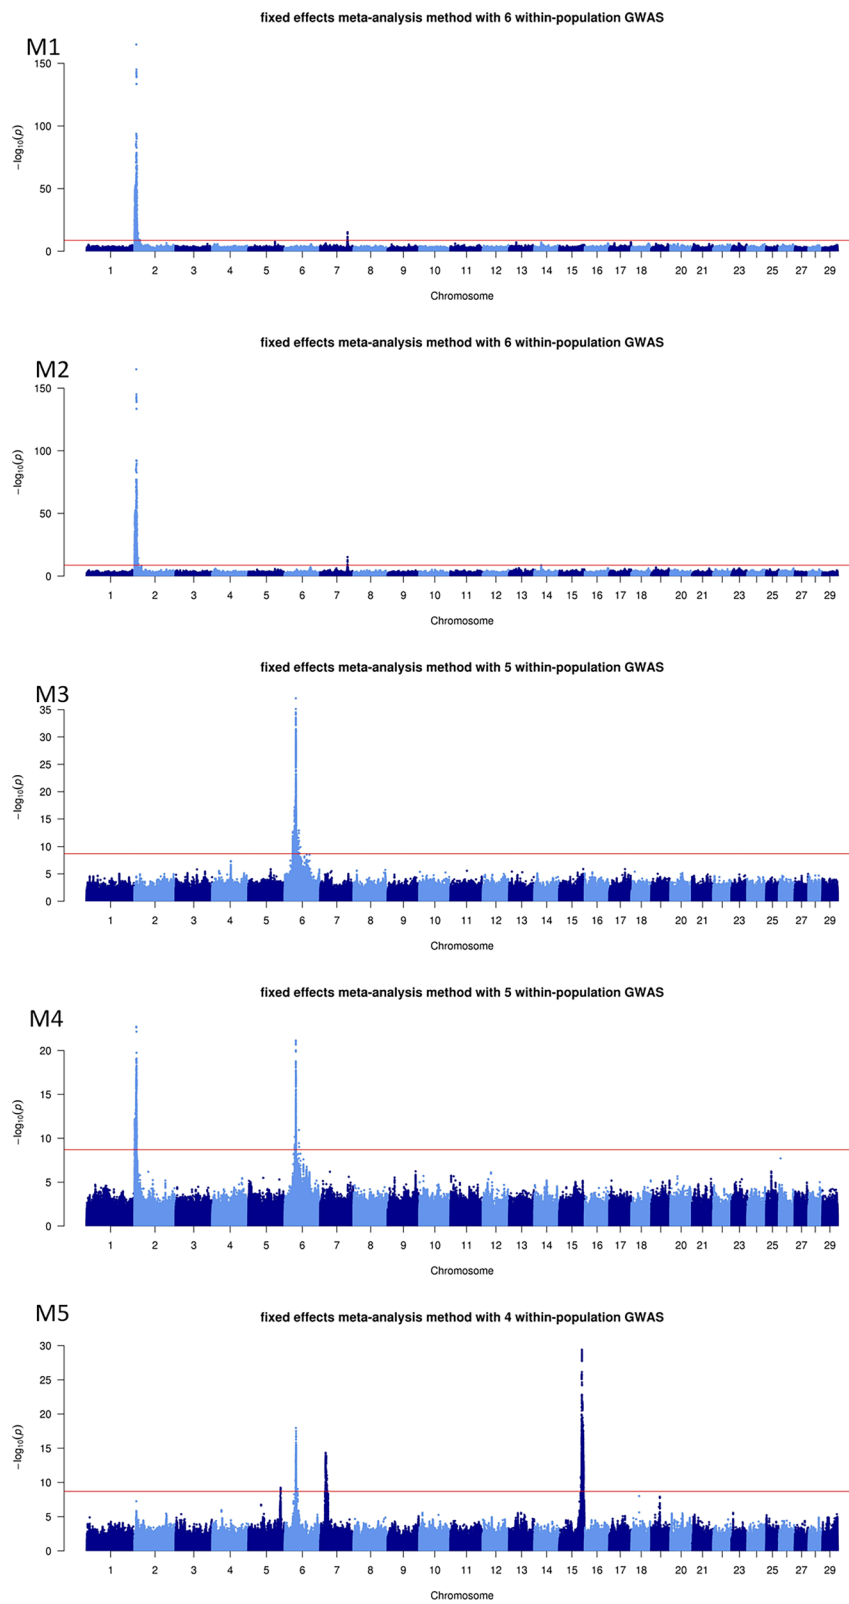 fixed effects meta-analysis method with 6 within-population GWAS
M1
150
100
50
0
−log₁₀(p)
1 2 3 4 5 6 7 8 9 10 11 12 13 14 15 16 17 18 20 21 23 25 27 29
Chromosome
fixed effects meta-analysis method with 6 within-population GWAS
M2
150
100
50
0
−log₁₀(p)
1 2 3 4 5 6 7 8 9 10 11 12 13 14 15 16 17 18 20 21 23 25 27 29
Chromosome
fixed effects meta-analysis method with 5 within-population GWAS
M3
35
30
25
20
15
10
5
0
−log₁₀(p)
1 2 3 4 5 6 7 8 9 10 11 12 13 14 15 16 17 18 20 21 23 25 27 29
Chromosome
fixed effects meta-analysis method with 5 within-population GWAS
M4
20
15
10
5
0
−log₁₀(p)
1 2 3 4 5 6 7 8 9 10 11 12 13 14 15 16 17 18 20 21 23 25 27 29
Chromosome
M5
fixed effects meta-analysis method with 4 within-population GWAS
30
25
20
15
10
5
0
−log₁₀(p)
1 2 3 4 5 6 7 8 9 10 11 12 13 14 15 16 17 18 20 21 23 25 27 29
Chromosome